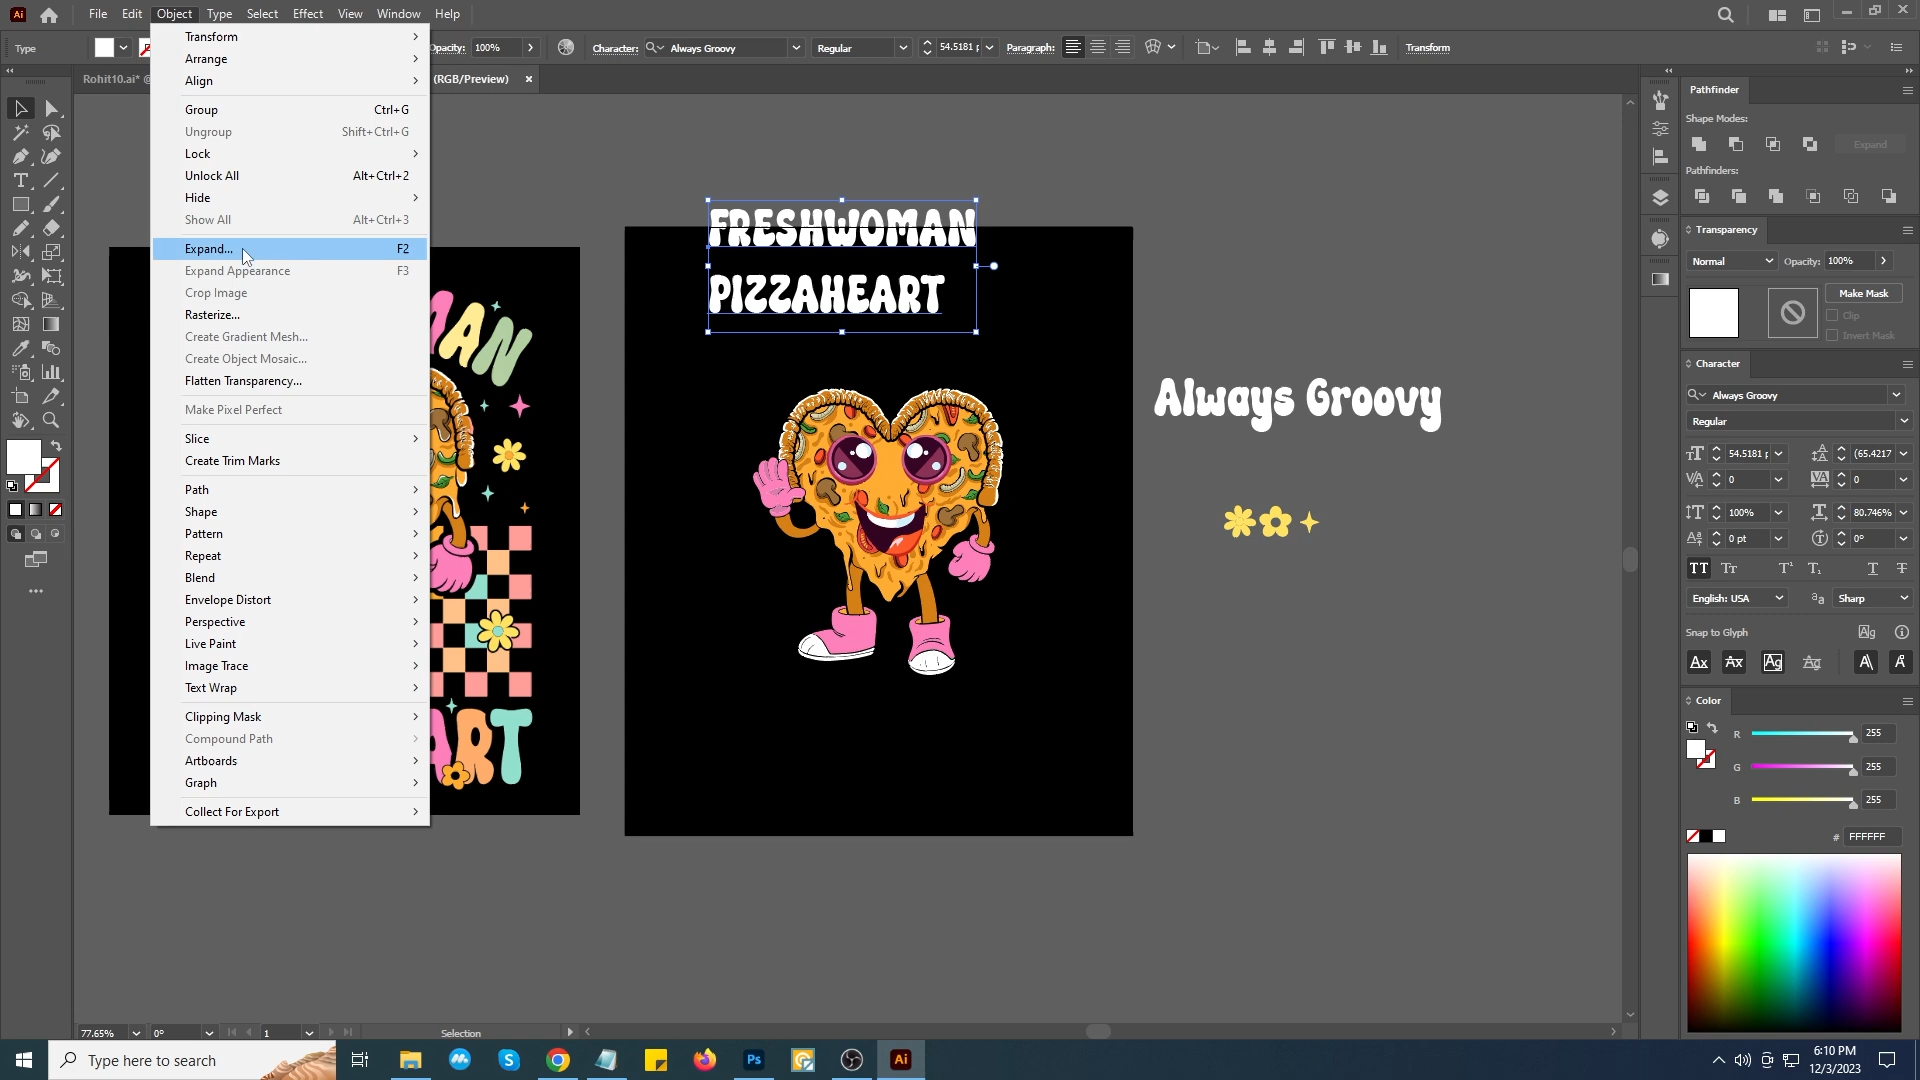 Ai File Edit Object Type Select Effect View Window Help
Type Opacity: 100% Character: Always Groovy Regular 54.5181 p Paragraph: Transform
Rohit10.ai* @ (RGB/Preview) ×
Transform
Arrange
Align
Group Ctrl+G
Ungroup Shift+Ctrl+G
Lock
Unlock All Alt+Ctrl+2
Hide
Show All Alt+Ctrl+3
Expand... F2
Expand Appearance F3
Crop Image
Rasterize...
Create Gradient Mesh...
Create Object Mosaic...
Flatten Transparency...
Make Pixel Perfect
Slice
Create Trim Marks
Path
Shape
Pattern
Repeat
Blend
Envelope Distort
Perspective
Live Paint
Image Trace
Text Wrap
Clipping Mask
Compound Path
Artboards
Graph
Collect For Export
MAN
ART
FRESHWOMAN
PIZZAHEART
Always Groovy
Pathfinder
Shape Modes:
Expand
Pathfinders:
Transparency
Normal Opacity: 100%
Make Mask
Clip
Invert Mask
Character
Always Groovy
Regular
54.5181 p (65.4217
0 0
100% 80.746%
0 pt 0°
English: USA Sharp
Snap to Glyph
Color
R 255
G 255
B 255
# FFFFFF
77.65% 0° 1 Selection
Type here to search
Ps Ai
6:10 PM
12/3/2023